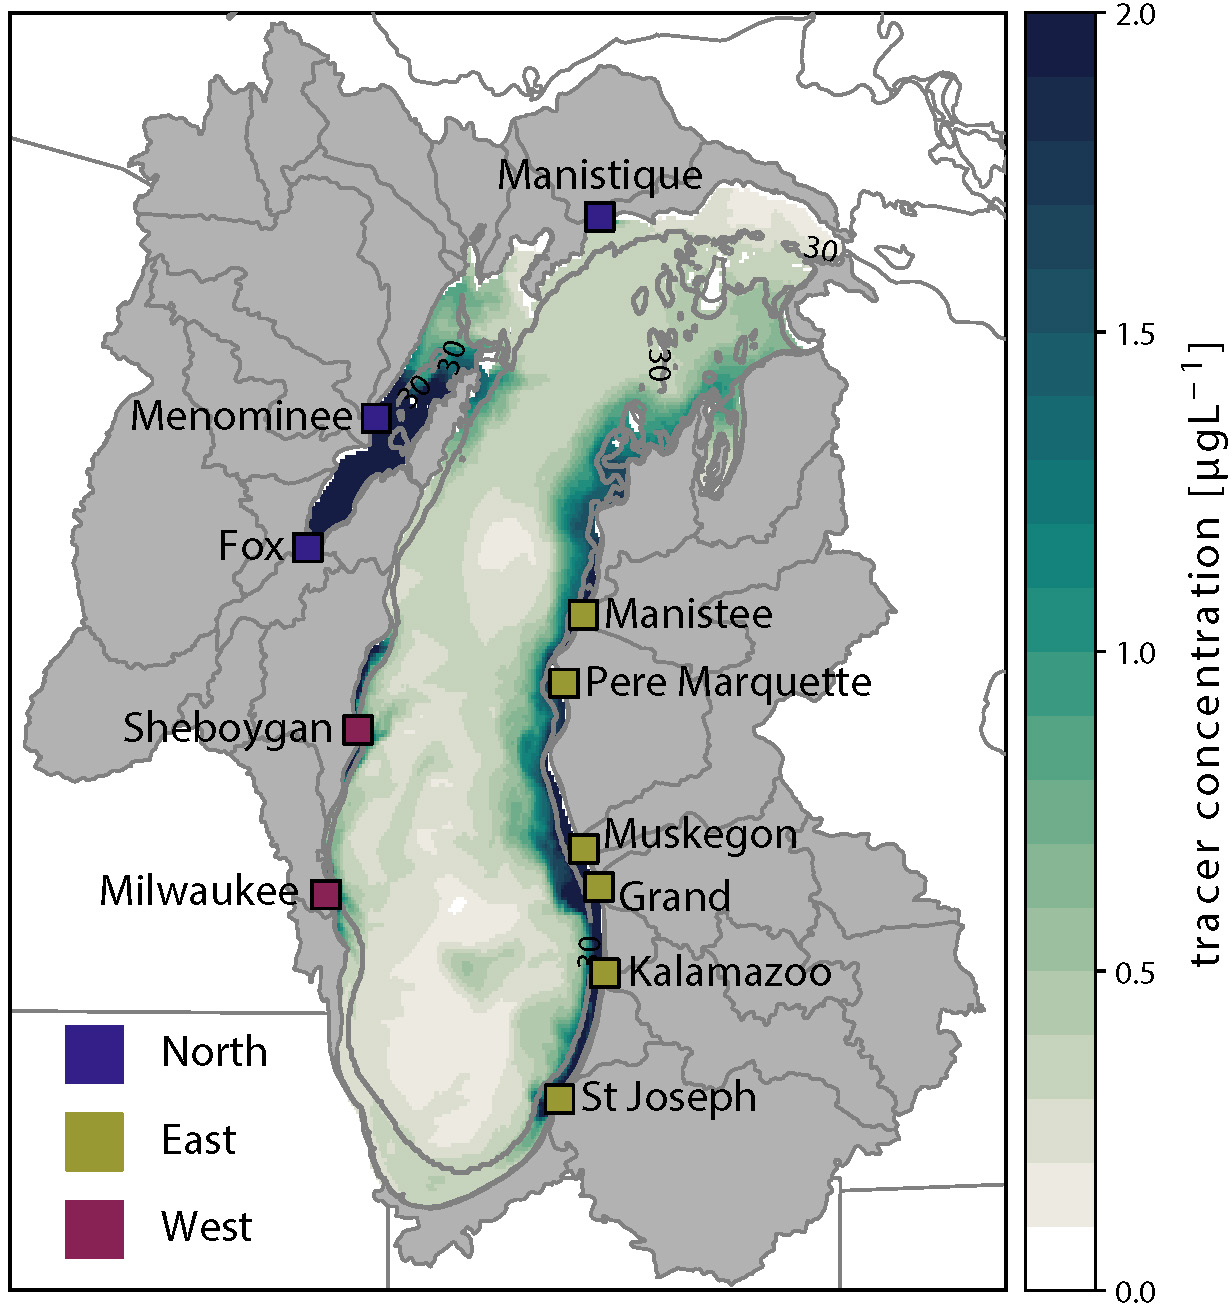 2.0
Manistique
30
1.5
30
30
30
Menominee
Fox
Manistee
1.0
Pere Marquette
Sheboygan
Muskegon
Milwaukee
Grand
30
Kalamazoo
0.5
North
St Joseph
East
West
0.0
tracer concentration [µgL⁻¹]